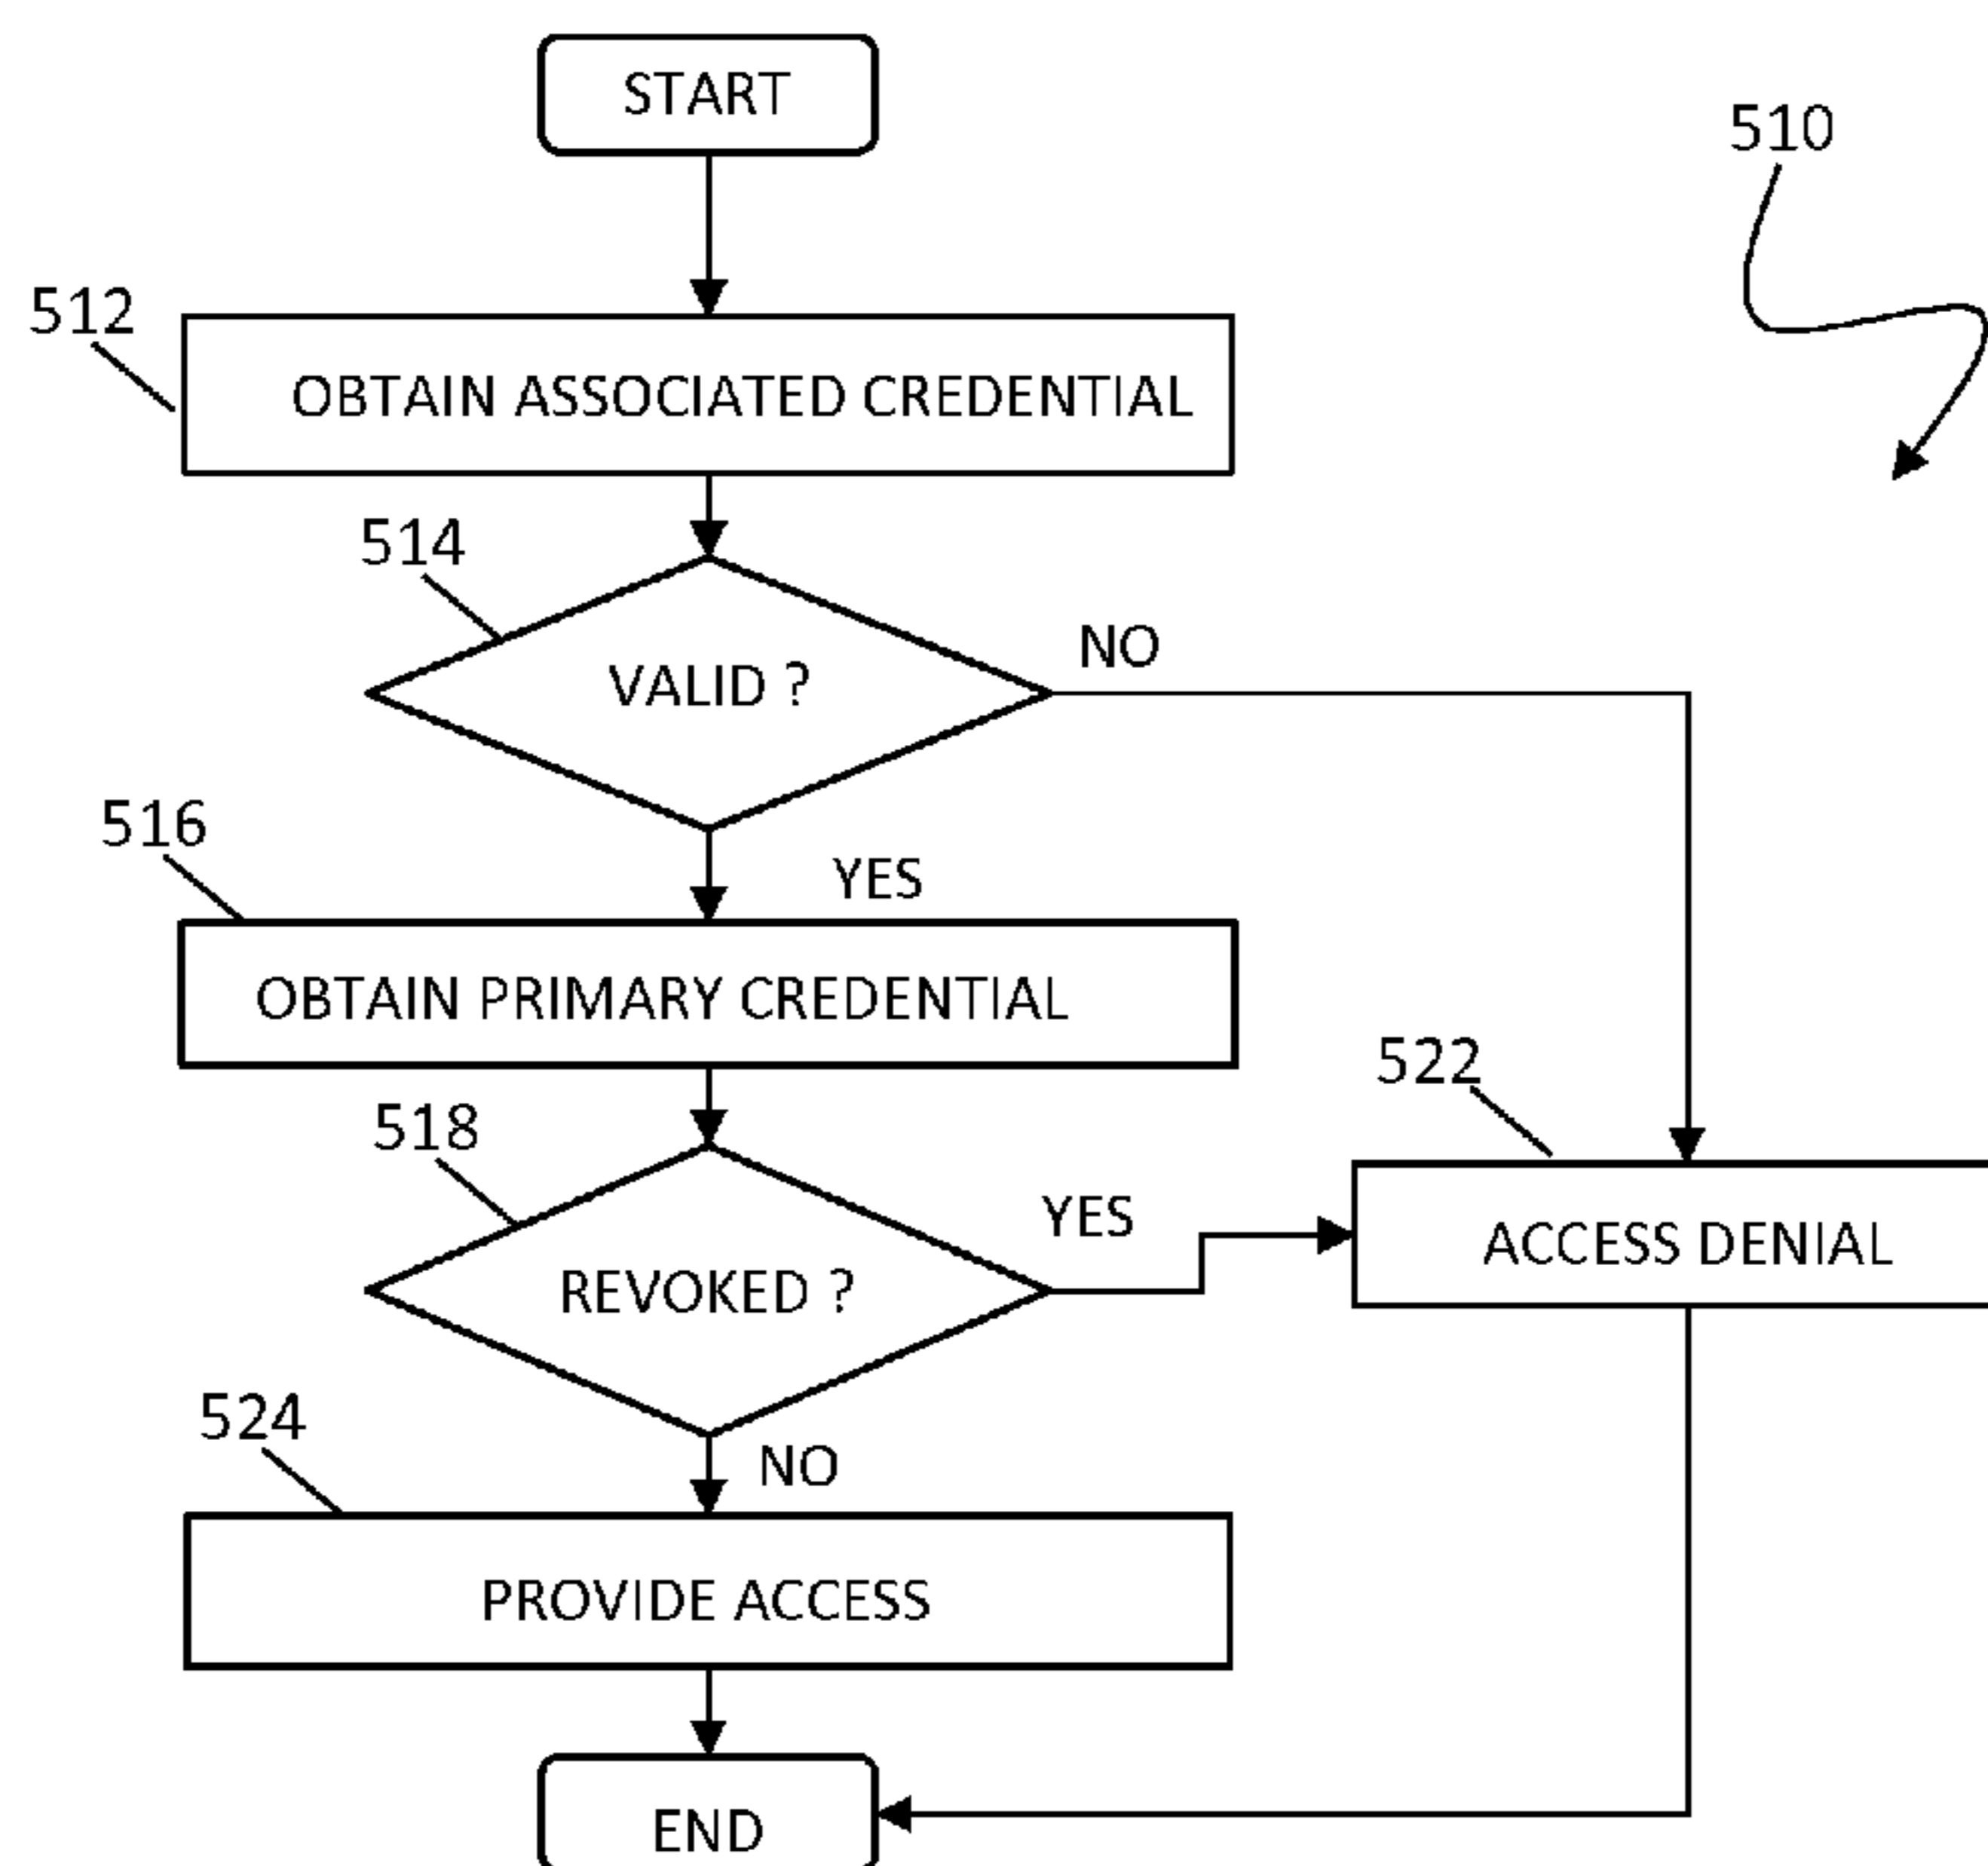 START
510
512
OBTAIN ASSOCIATED CREDENTIAL
514
VALID ?
NO
YES
516
OBTAIN PRIMARY CREDENTIAL
518
REVOKED ?
YES
522
ACCESS DENIAL
NO
524
PROVIDE ACCESS
END